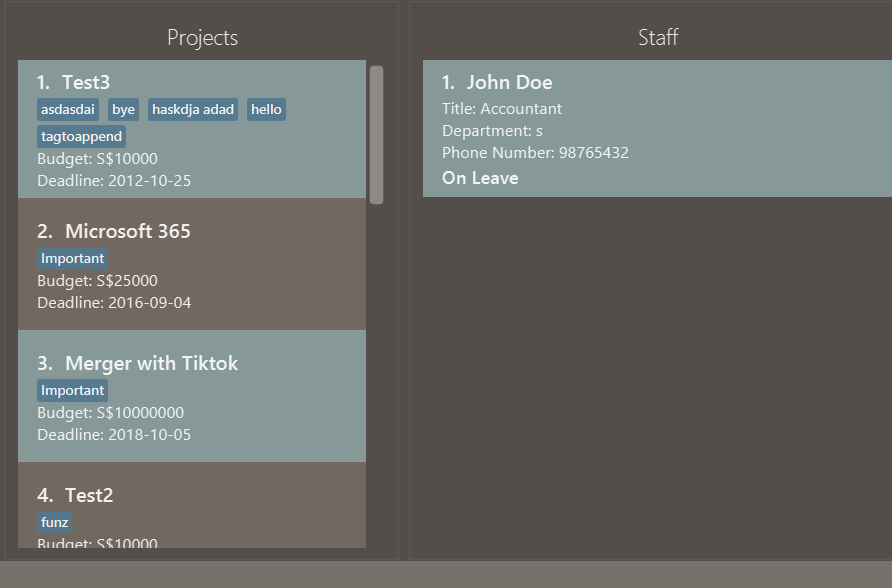 Projects
1. Test3
asdasdai bye haskdja adad hello
tagtoappend
Budget: S$10000
Deadline: 2012-10-25
2. Microsoft 365
Important
Budget: S$25000
Deadline: 2016-09-04
3. Merger with Tiktok
Important
Budget: S$10000000
Deadline: 2018-10-05
4. Test2
funz
Budget: S$10000
Staff
1. John Doe
Title: Accountant
Department: s
Phone Number: 98765432
On Leave